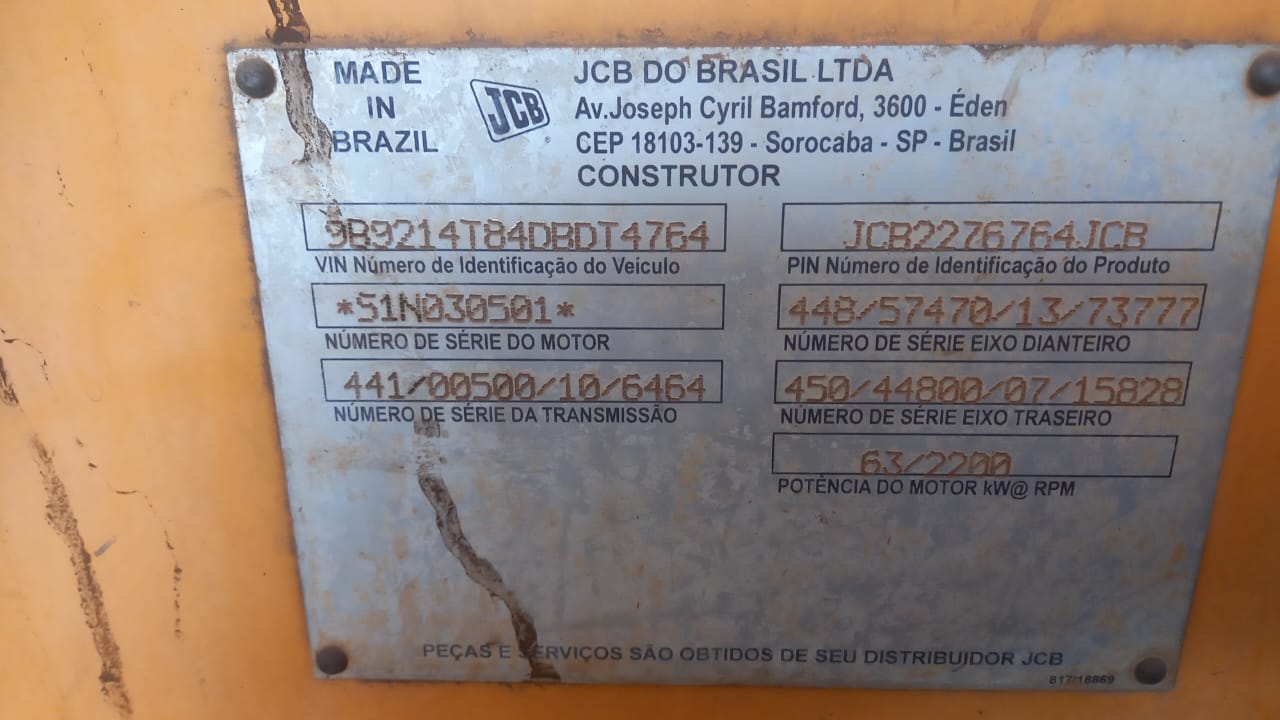 MADE
IN
BRAZIL
JCB
JCB DO BRASIL LTDA
Av.Joseph Cyril Bamford, 3600 - Éden
CEP 18103-139 - Sorocaba - SP - Brasil
CONSTRUTOR
9B9214T84DBDT4764
VIN Número de Identificação do Veículo
JCB2276764JCB
PIN Número de Identificação do Produto
*S1N030501*
NÚMERO DE SÉRIE DO MOTOR
448/57470/13/73777
NÚMERO DE SÉRIE EIXO DIANTEIRO
441/00500/10/6464
NÚMERO DE SÉRIE DA TRANSMISSÃO
450/44800/07/15828
NÚMERO DE SÉRIE EIXO TRASEIRO
63/2200
POTÊNCIA DO MOTOR kW@ RPM
PEÇAS E SERVIÇOS SÃO OBTIDOS DE SEU DISTRIBUIDOR JCB
817/18869